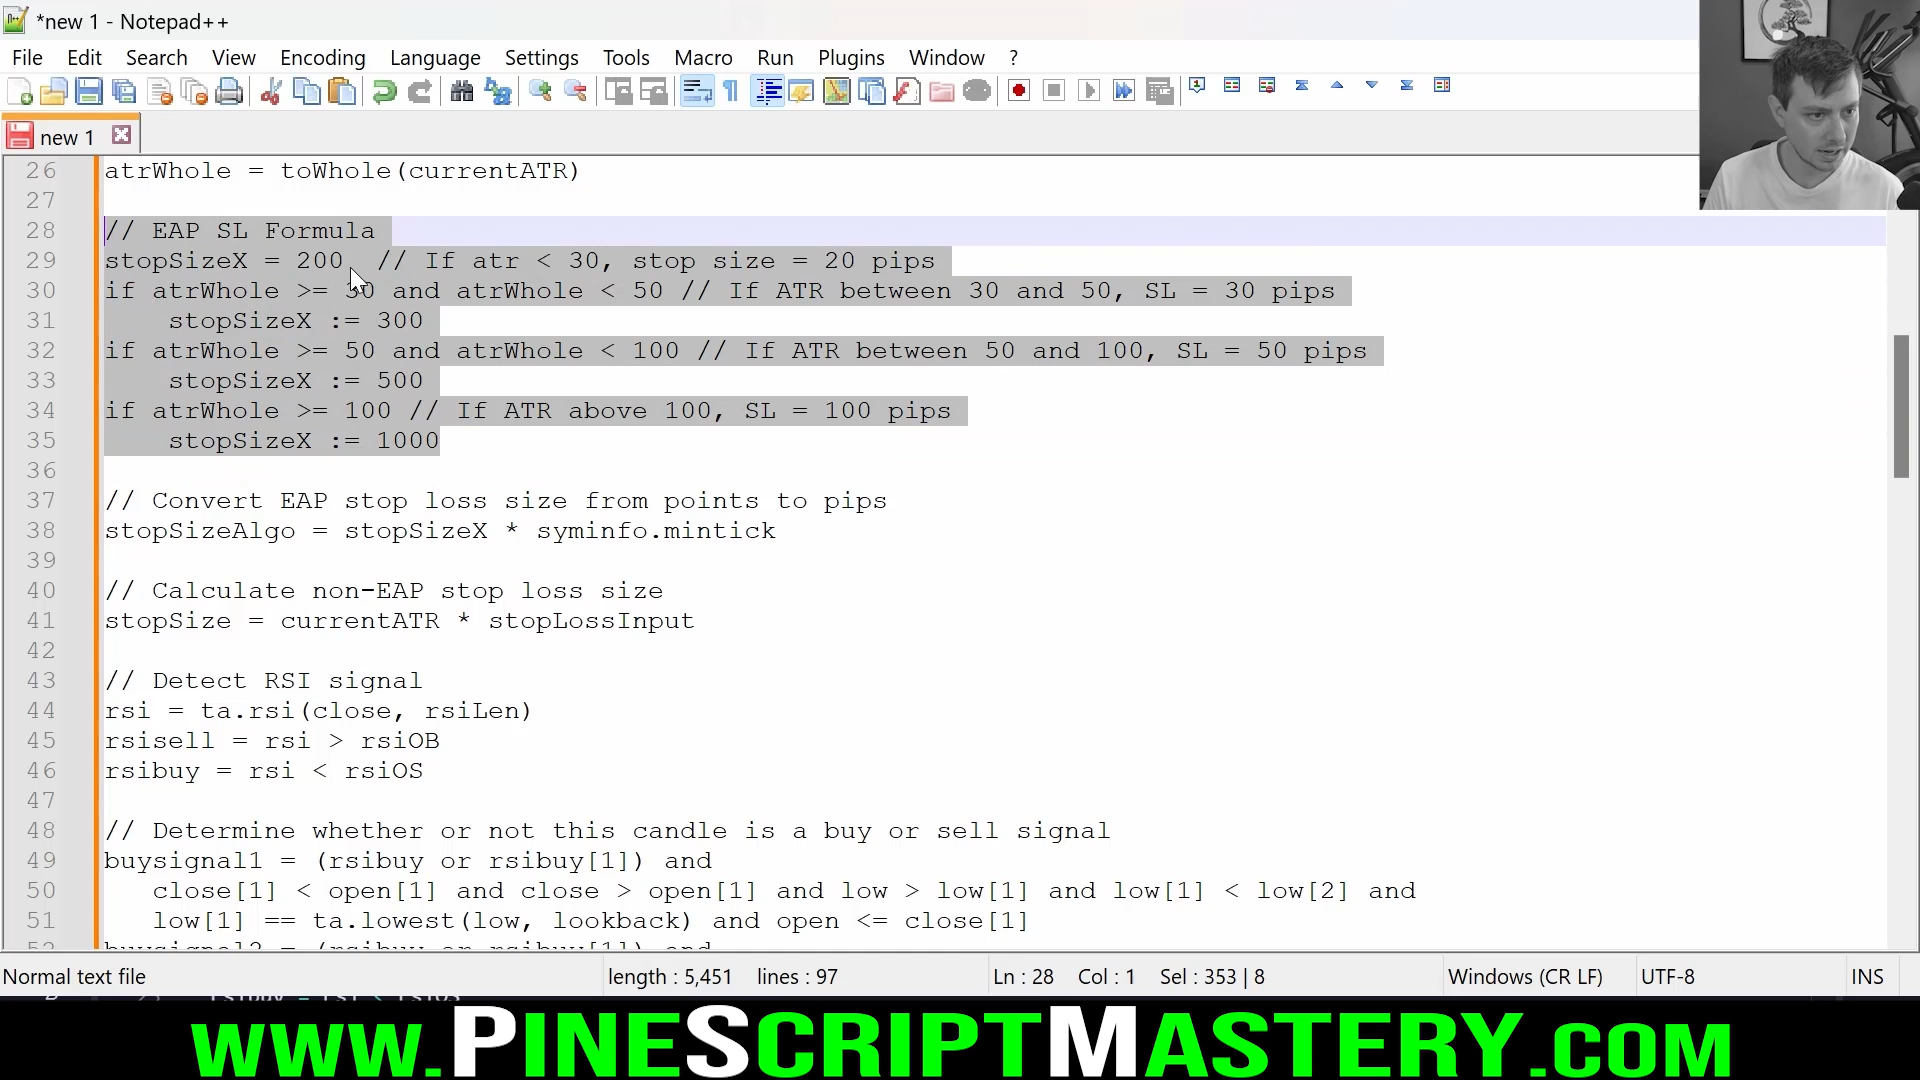 *new 1 - Notepad++
File Edit Search View Encoding Language Settings Tools Macro Run Plugins Window ?
new 1
26 atrWhole = toWhole(currentATR)
27
28 // EAP SL Formula
29 stopSizeX = 200 // If atr < 30, stop size = 20 pips
30 if atrWhole >= 30 and atrWhole < 50 // If ATR between 30 and 50, SL = 30 pips
31 stopSizeX := 300
32 if atrWhole >= 50 and atrWhole < 100 // If ATR between 50 and 100, SL = 50 pips
33 stopSizeX := 500
34 if atrWhole >= 100 // If ATR above 100, SL = 100 pips
35 stopSizeX := 1000
36
37 // Convert EAP stop loss size from points to pips
38 stopSizeAlgo = stopSizeX * syminfo.mintick
39
40 // Calculate non-EAP stop loss size
41 stopSize = currentATR * stopLossInput
42
43 // Detect RSI signal
44 rsi = ta.rsi(close, rsiLen)
45 rsisell = rsi > rsiOB
46 rsibuy = rsi < rsiOS
47
48 // Determine whether or not this candle is a buy or sell signal
49 buysignal1 = (rsibuy or rsibuy[1]) and
50 close[1] < open[1] and close > open[1] and low > low[1] and low[1] < low[2] and
51 low[1] == ta.lowest(low, lookback) and open <= close[1]
Normal text file length : 5,451 lines : 97 Ln : 28 Col : 1 Sel : 353 | 8 Windows (CR LF) UTF-8 INS
www.PineScriptMastery.com